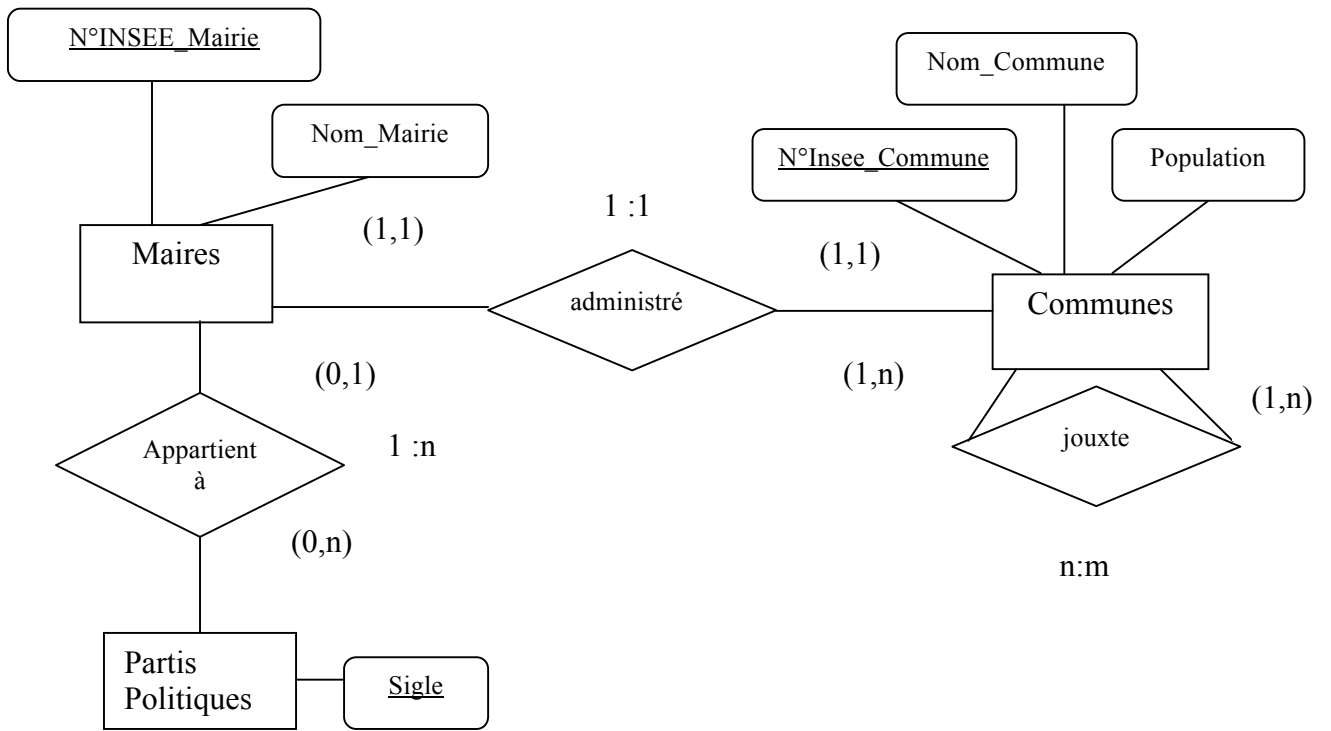 N°INSEE_Mairie
Nom_Commune
Nom_Mairie
N°Insee_Commune
Population
1 :1
(1,1)
(1,1)
Maires
administré
Communes
(0,1)
(1,n)
(1,n)
Appartient
à
1 :n
jouxte
(0,n)
n:m
Partis
Politiques
Sigle